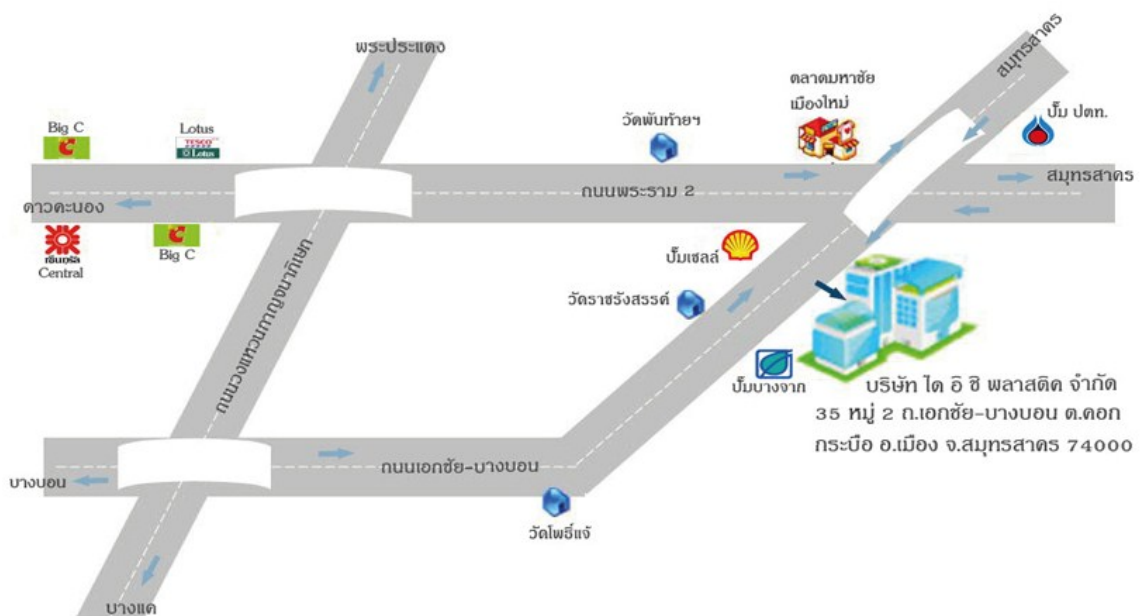 สมุทรสาคร
พระประแดง
ตลาดมหาชัย
เมืองใหม่
Big C
Lotus
TESCO
Lotus
วัดพันท้ายฯ
ปั๊ม ปตท.
ถนนพระราม 2
สมุทรสาคร
ดาวคะนอง
เซ็นทรัล
Central
Big C
ปั๊มเชลล์
ถนนวงแหวนกาญจนาภิเษก
วัดราชรังสรรค์
ปั๊มบางจาก
บริษัท ได อิ ชิ พลาสติค จำกัด
35 หมู่ 2 ถ.เอกชัย-บางบอน ต.คอก
กระบือ อ.เมือง จ.สมุทรสาคร 74000
ถนนเอกชัย-บางบอน
บางบอน
วัดโพธิ์แจ้
บางแค